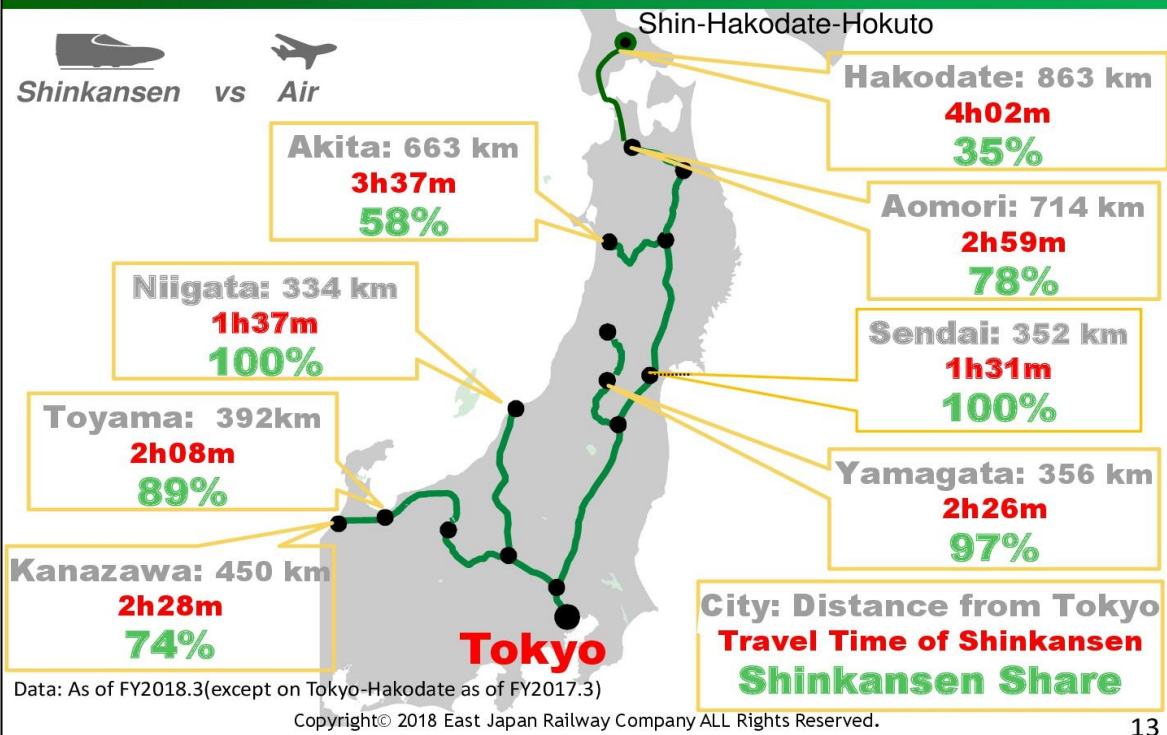 Shin-Hakodate-Hokuto
Shinkansen vs Air
Hakodate: 863 km
4h02m
35%
Akita: 663 km
3h37m
58%
Aomori: 714 km
2h59m
78%
Niigata: 334 km
1h37m
100%
Sendai: 352 km
1h31m
100%
Toyama: 392km
2h08m
89%
Yamagata: 356 km
2h26m
97%
Kanazawa: 450 km
2h28m
74%
Tokyo
City: Distance from Tokyo
Travel Time of Shinkansen
Shinkansen Share
Data: As of FY2018.3(except on Tokyo-Hakodate as of FY2017.3)
Copyright© 2018 East Japan Railway Company ALL Rights Reserved.
13